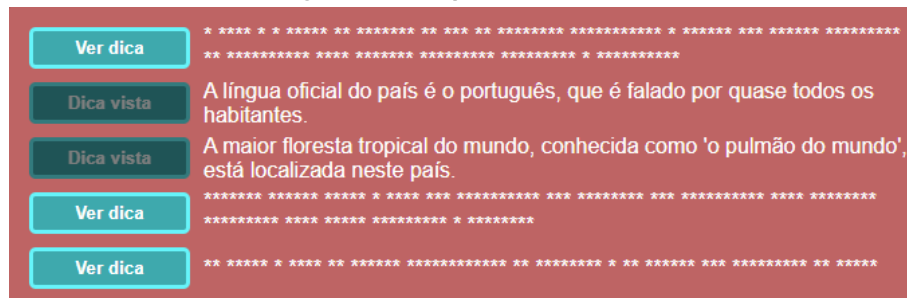 Ver dica
* **** * * ***** ** ******* ** *** ** ******** *********** * ****** *** ****** *********
** ********** **** ******* ********* ********* * **********
Dica vista
A língua oficial do país é o português, que é falado por quase todos os
habitantes.
Dica vista
A maior floresta tropical do mundo, conhecida como 'o pulmão do mundo',
está localizada neste país.
Ver dica
******* ****** ***** * **** *** ********** *** ******** *** ********** **** ********
********* **** ***** ********* * ********
Ver dica
** ***** * **** ** ****** ************ ** ******** * ** ****** *** ********* ** *****